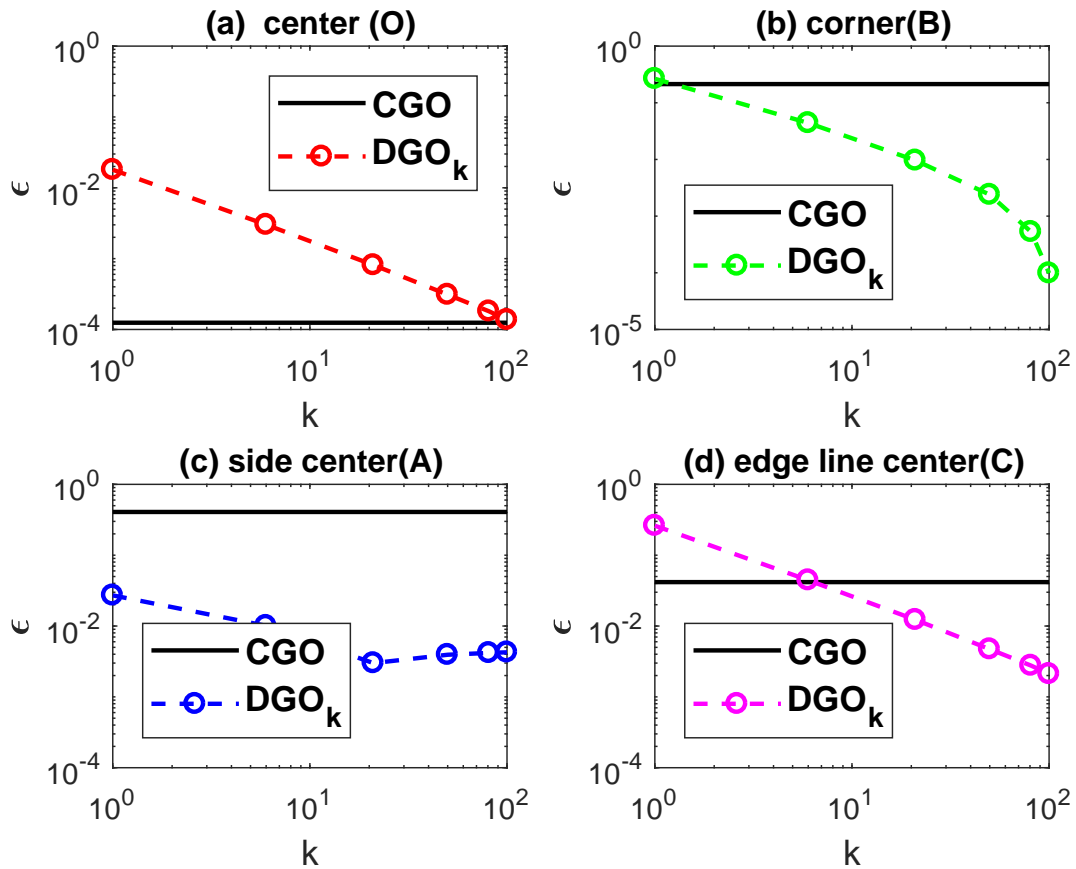 (a) center (O)
10^0
10^-2
10^-4
ϵ
CGO
DGO_k
10^0
10^1
10^2
k
(b) corner(B)
10^0
10^-5
ϵ
CGO
DGO_k
10^0
10^1
10^2
k
(c) side center(A)
10^0
10^-2
10^-4
ϵ
CGO
DGO_k
10^0
10^1
10^2
k
(d) edge line center(C)
10^0
10^-2
10^-4
ϵ
CGO
DGO_k
10^0
10^1
10^2
k